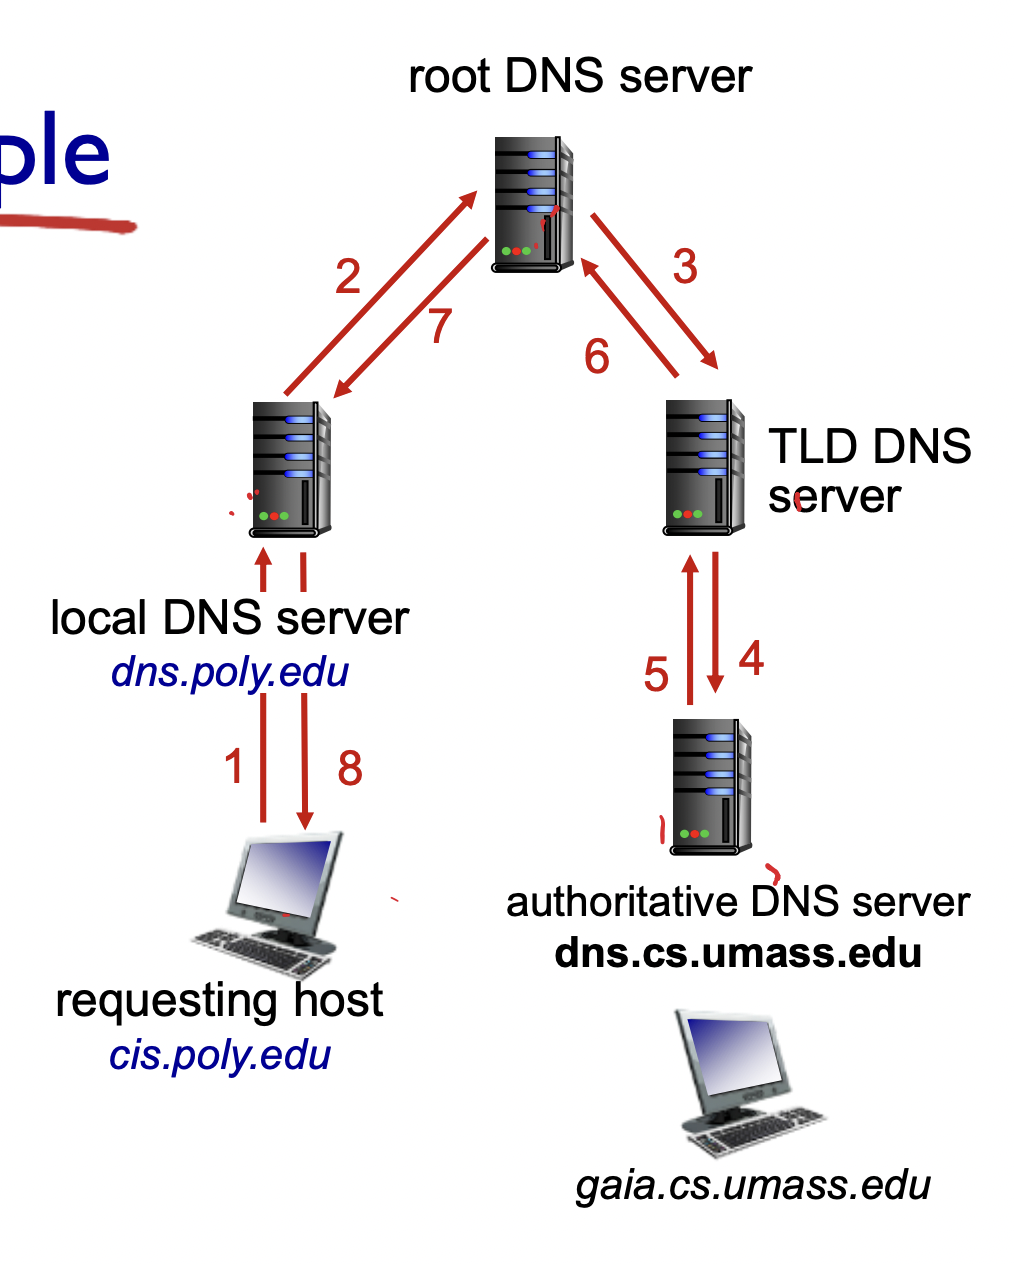 root DNS server
ple
2
3
7
6
TLD DNS
server
local DNS server
dns.poly.edu
5
4
1
8
authoritative DNS server
dns.cs.umass.edu
requesting host
cis.poly.edu
gaia.cs.umass.edu